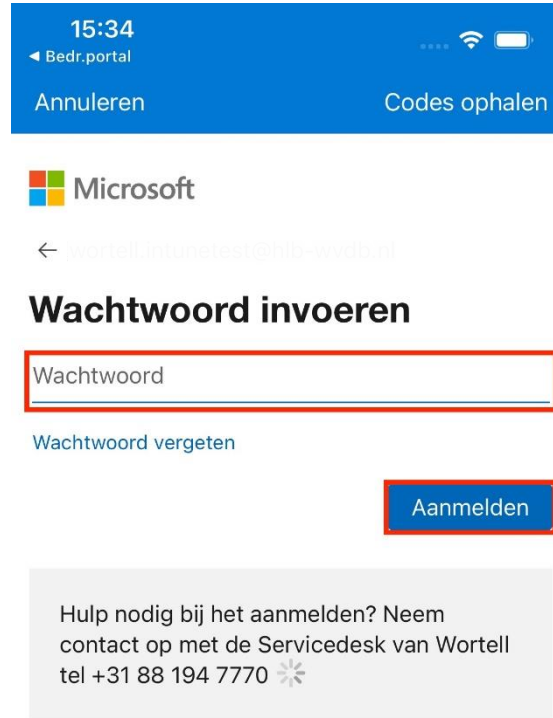 15:34
◀ Bedr.portal
Annuleren
Codes ophalen
Microsoft
Wachtwoord invoeren
Wachtwoord
Wachtwoord vergeten
Aanmelden
Hulp nodig bij het aanmelden? Neem
contact op met de Servicedesk van Wortell
tel +31 88 194 7770